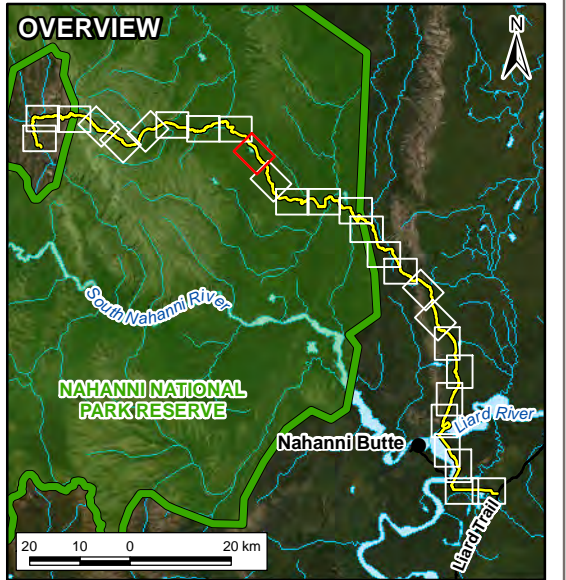 OVERVIEW
N
South Nahanni River
NAHANNI NATIONAL
PARK RESERVE
Liard River
Nahanni Butte
Liard Trail
20 10 0 20 km